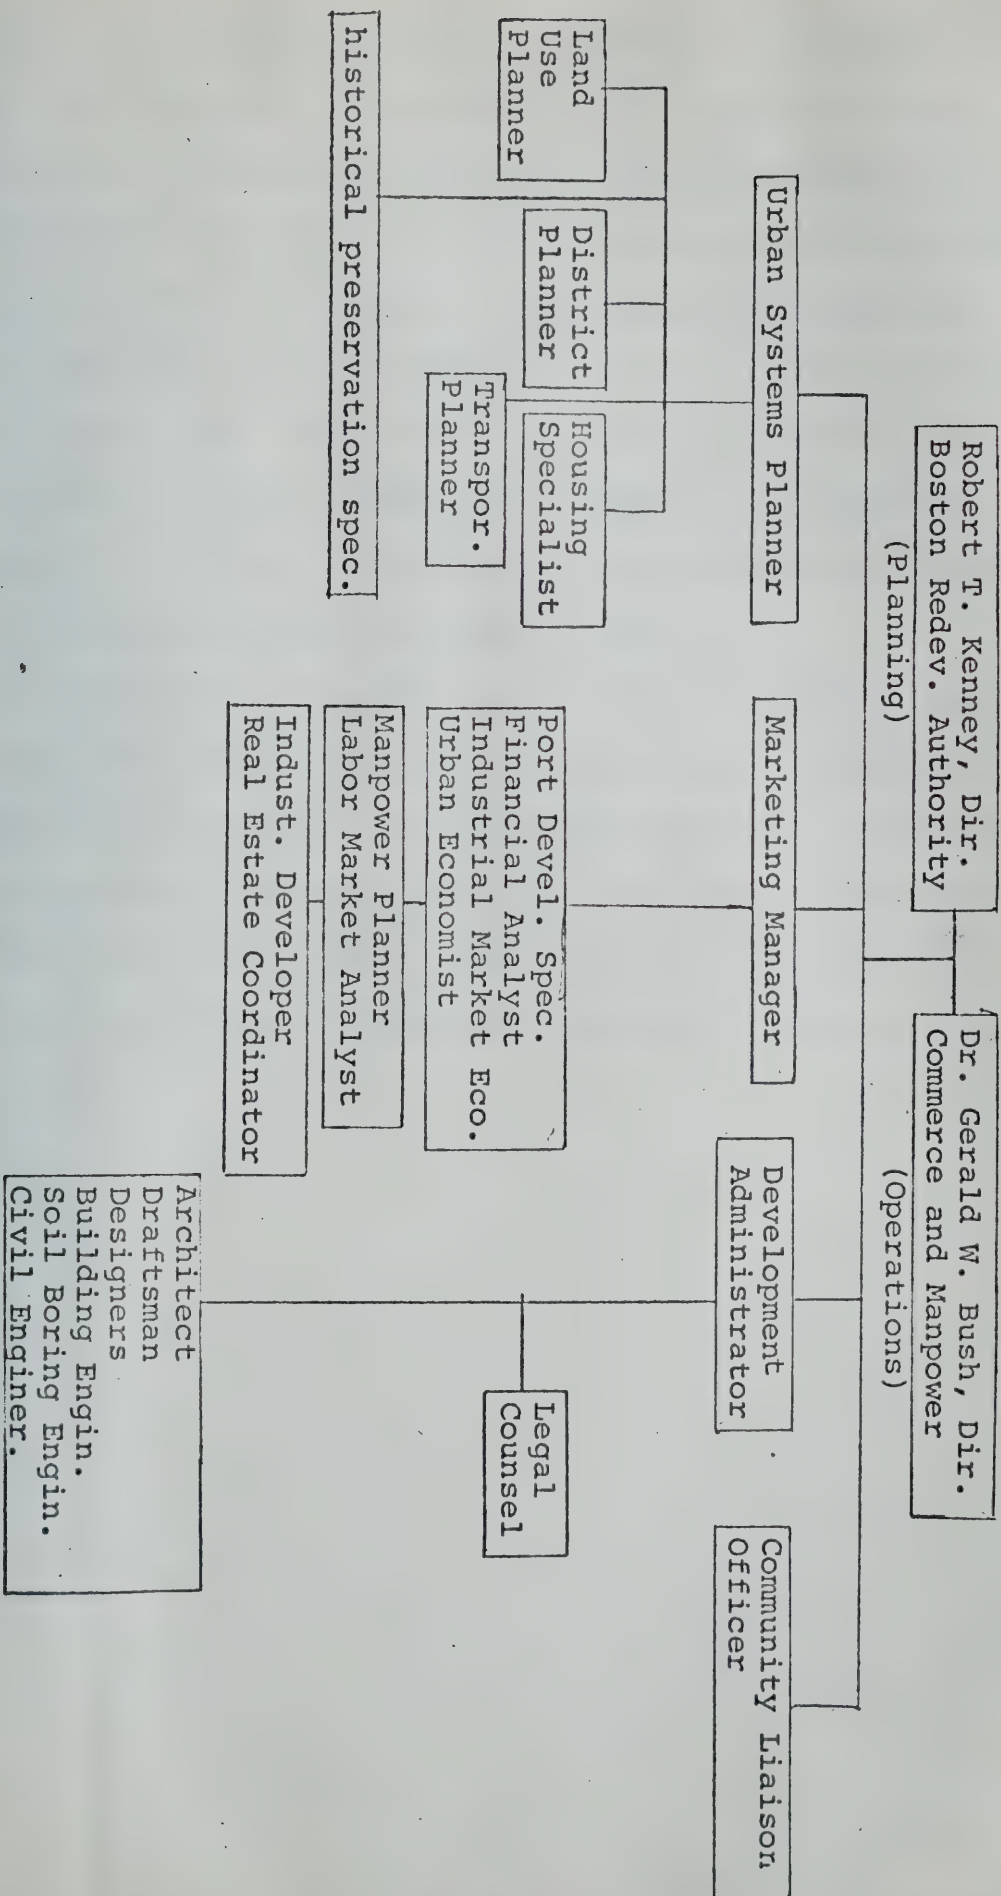 Robert T. Kenney, Dir.
Boston Redev. Authority
(Planning)
Dr. Gerald W. Bush, Dir.
Commerce and Manpower
(Operations)
Urban Systems Planner
Marketing Manager
Development
Administrator
Community Liaison
Officer
Land
Use
Planner
District
Planner
Housing
Specialist
Transpor.
Planner
historical preservation spec.
Port Devel. Spec.
Financial Analyst
Industrial Market Eco.
Urban Economist
Manpower Planner
Labor Market Analyst
Indust. Developer
Real Estate Coordinator
Legal
Counsel
Architect
Draftsman
Designers
Building Engin.
Soil Boring Engin.
Civil Enginer.